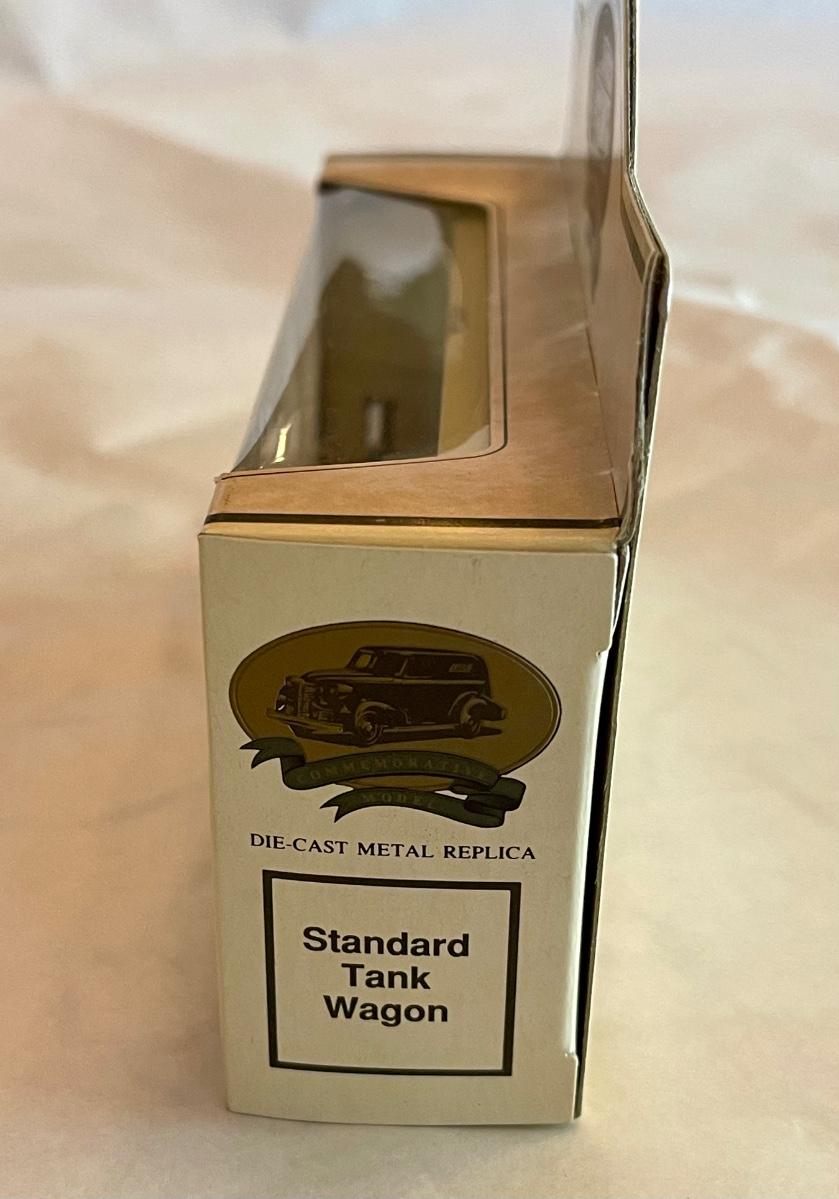 COMMEMORATIVE
MODEL
DIE-CAST METAL REPLICA
Standard
Tank
Wagon